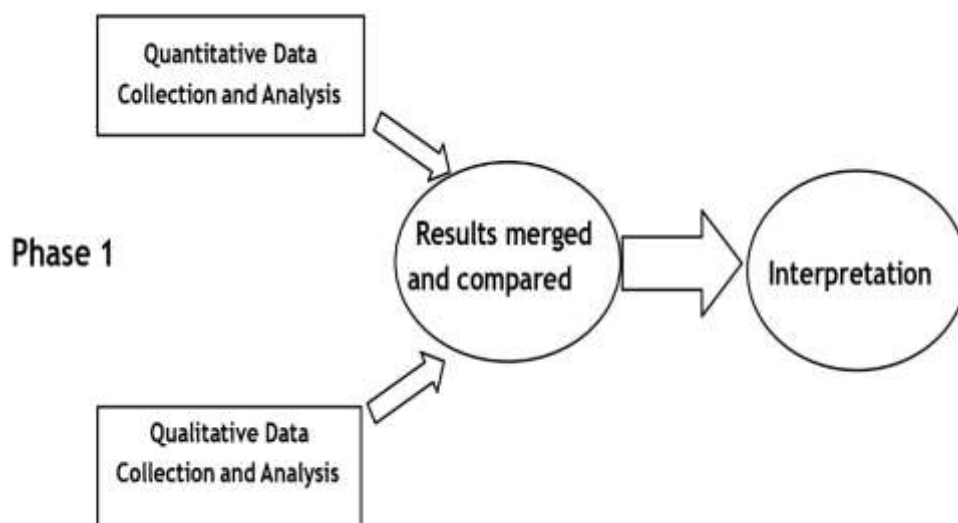 Quantitative Data
Collection and Analysis
Phase 1
Results merged
and compared
Interpretation
Qualitative Data
Collection and Analysis